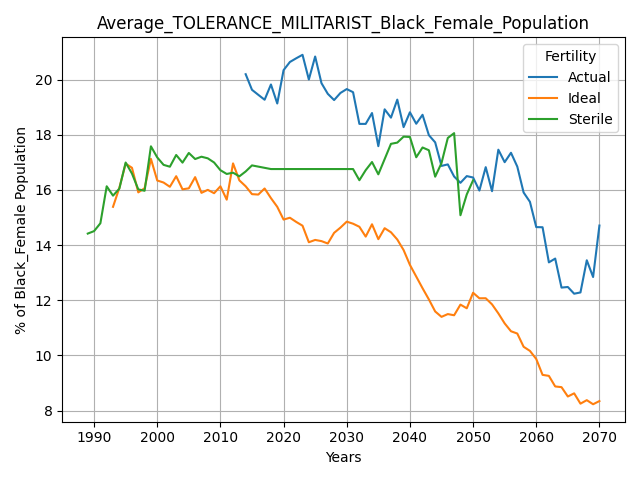 Average_TOLERANCE_MILITARIST_Black_Female_Population
Fertility
Actual
Ideal
Sterile
% of Black_Female Population
20
18
16
14
12
10
8
1990 2000 2010 2020 2030 2040 2050 2060 2070
Years